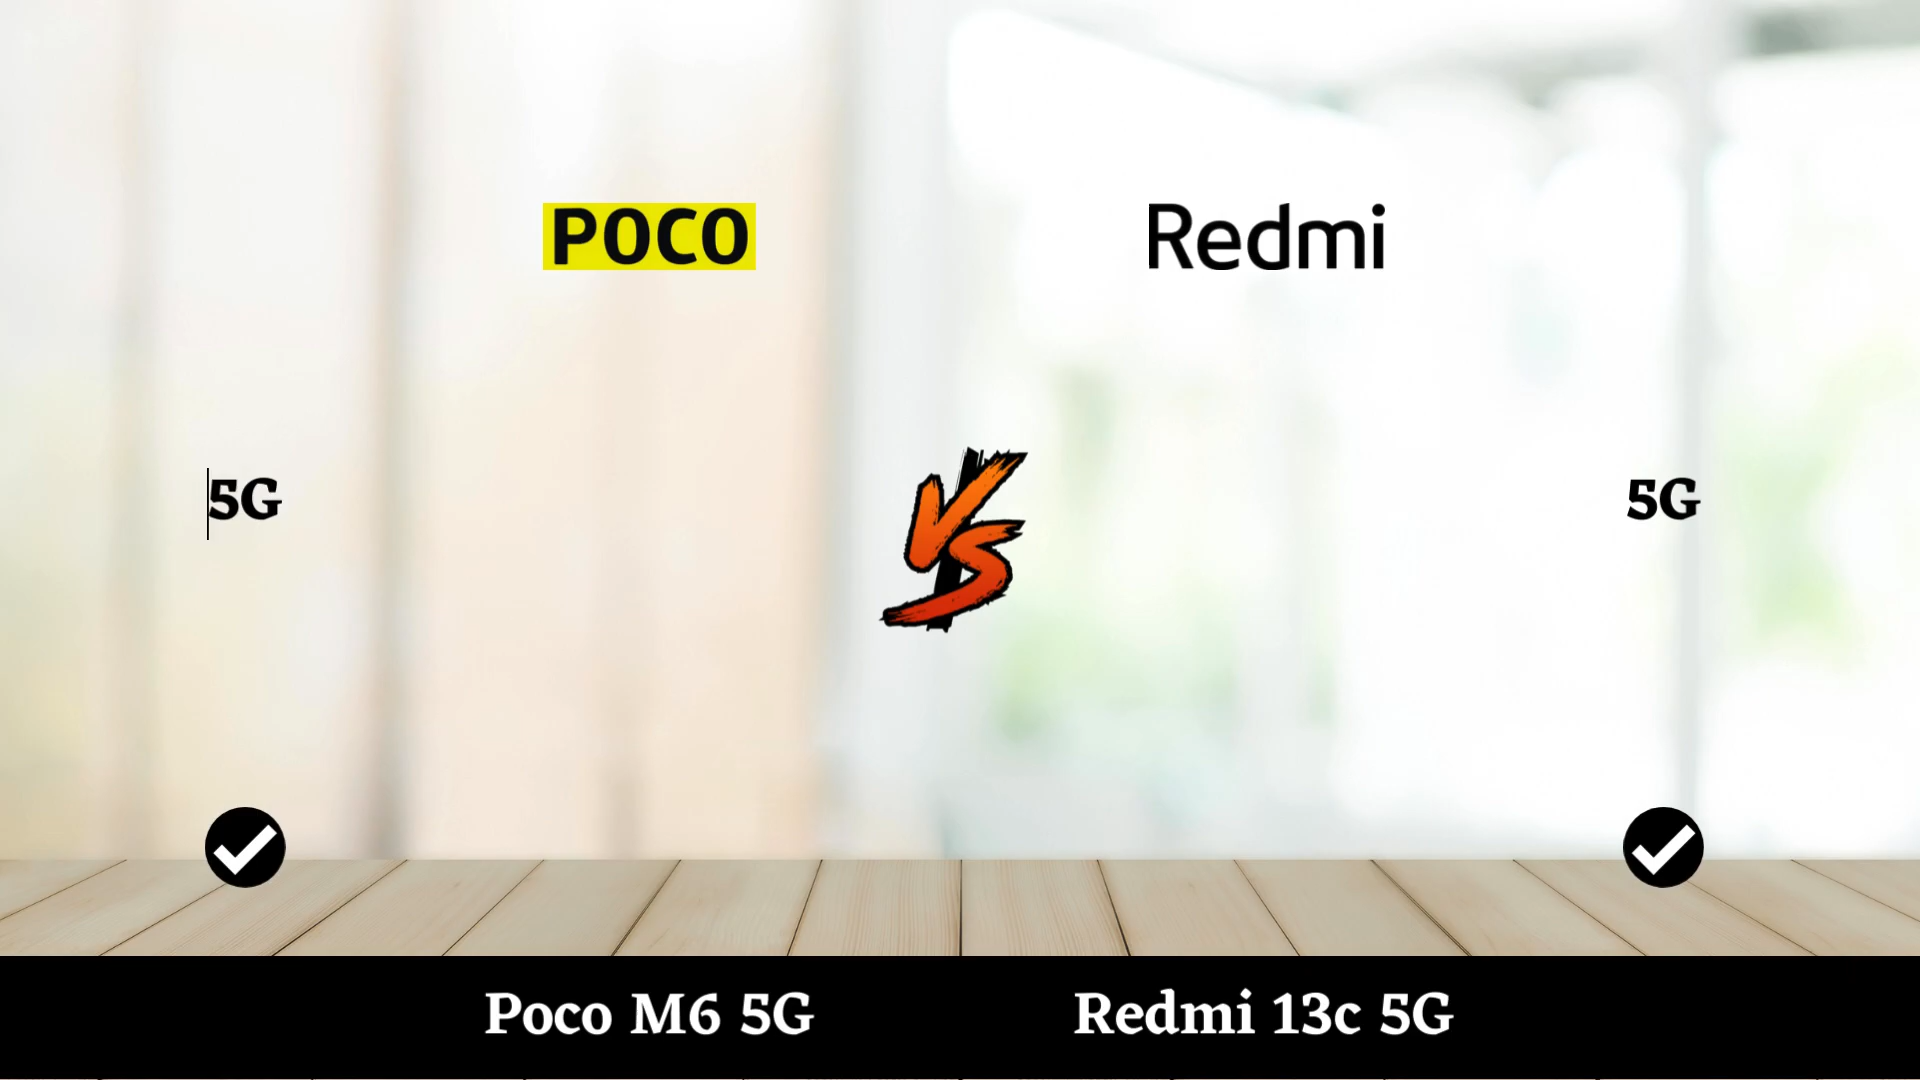 POCO
Redmi
5G
VS
5G
Poco M6 5G
Redmi 13c 5G